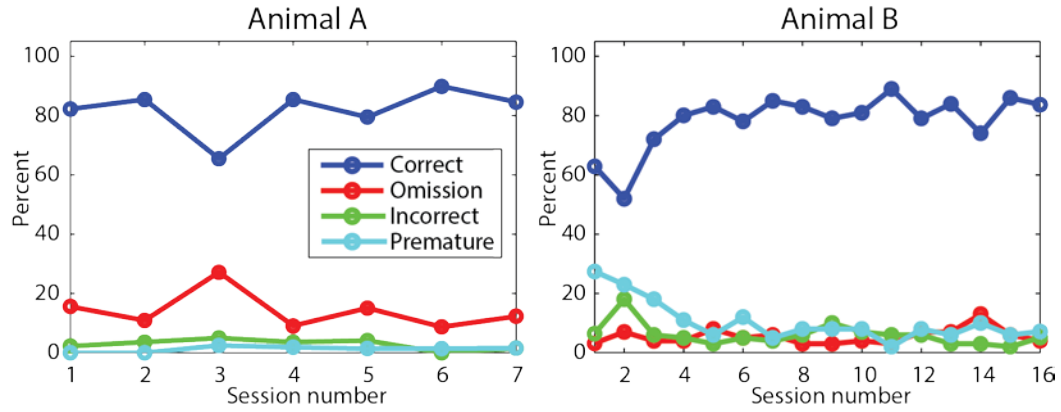 Animal A
Animal B
Percent
100
80
60
40
20
0
1 2 3 4 5 6 7
Session number
Correct
Omission
Incorrect
Premature
Percent
100
80
60
40
20
0
2 4 6 8 10 12 14 16
Session number